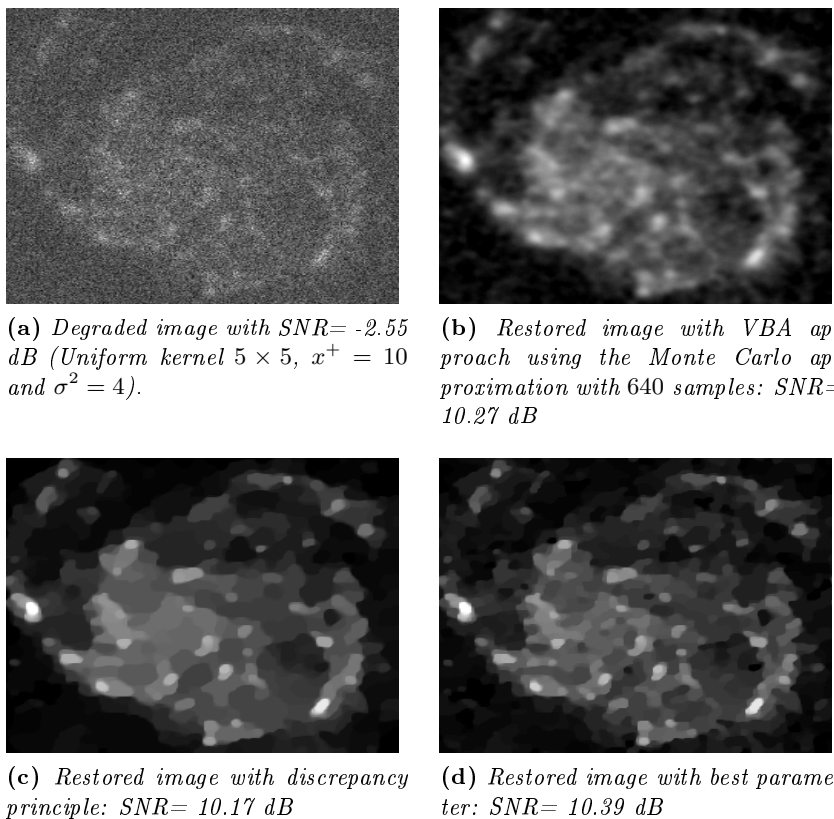 (a) Degraded image with SNR= -2.55
dB (Uniform kernel 5 × 5, x⁺ = 10
and σ² = 4).
(b) Restored image with VBA ap
proach using the Monte Carlo ap
proximation with 640 samples: SNR=
10.27 dB
(c) Restored image with discrepancy
principle: SNR= 10.17 dB
(d) Restored image with best parame
ter: SNR= 10.39 dB